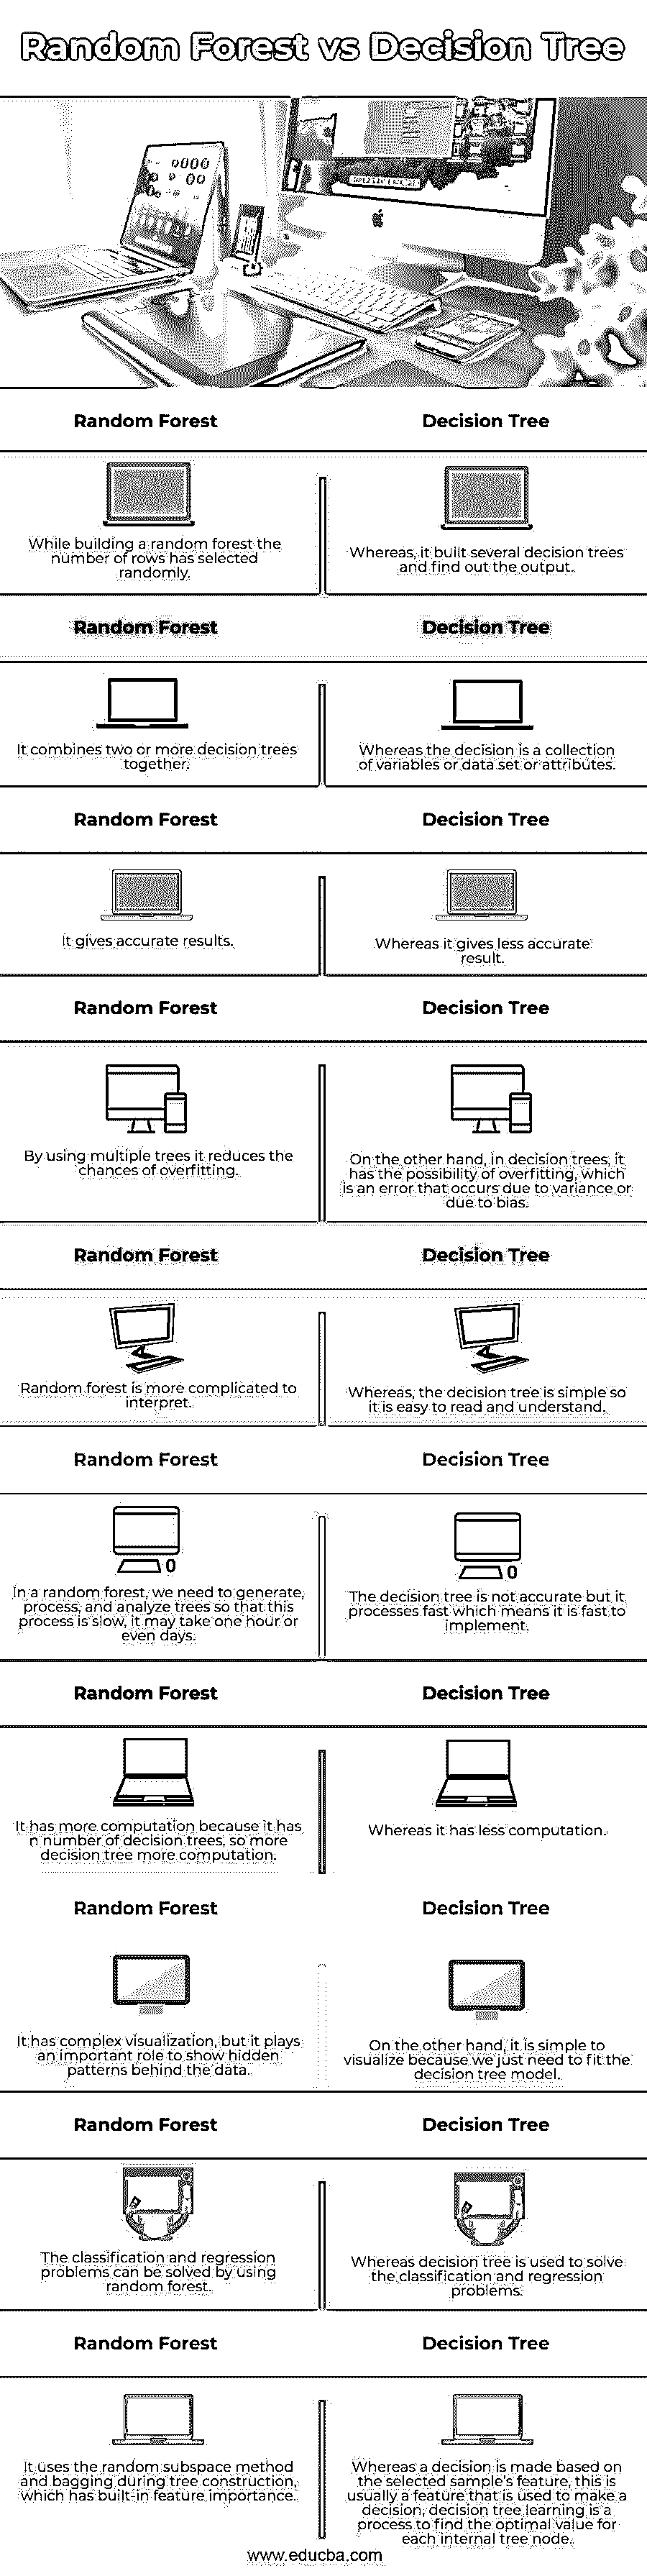 Random Forest vs Decision Tree
Random Forest
Decision Tree
While building a random forest the
number of rows has selected
randomly.
Whereas, it built several decision trees
and find out the output.
Random Forest
Decision Tree
It combines two or more decision trees
together.
Whereas the decision is a collection
of variables or data set or attributes.
Random Forest
Decision Tree
It gives accurate results.
Whereas it gives less accurate
result.
Random Forest
Decision Tree
By using multiple trees it reduces the
chances of overfitting.
On the other hand, in decision trees, it
has the possibility of overfitting, which
is an error that occurs due to variance or
due to bias.
Random Forest
Decision Tree
Random forest is more complicated to
interpret.
Whereas, the decision tree is simple so
it is easy to read and understand.
Random Forest
Decision Tree
In a random forest, we need to generate,
process, and analyze trees so that this
process is slow, it may take one hour or
even days.
The decision tree is not accurate but it
processes fast which means it is fast to
implement.
Random Forest
Decision Tree
It has more computation because it has
n number of decision trees, so more
decision tree more computation.
Whereas it has less computation.
Random Forest
Decision Tree
It has complex visualization, but it plays
an important role to show hidden
patterns behind the data.
On the other hand, it is simple to
visualize because we just need to fit the
decision tree model.
Random Forest
Decision Tree
The classification and regression
problems can be solved by using
random forest.
Whereas decision tree is used to solve
the classification and regression
problems.
Random Forest
Decision Tree
It uses the random subspace method
and bagging during tree construction,
which has built-in feature importance.
Whereas a decision is made based on
the selected sample's feature, this is
usually a feature that is used to make a
decision, decision tree learning is a
process to find the optimal value for
each internal tree node.
www.educba.com